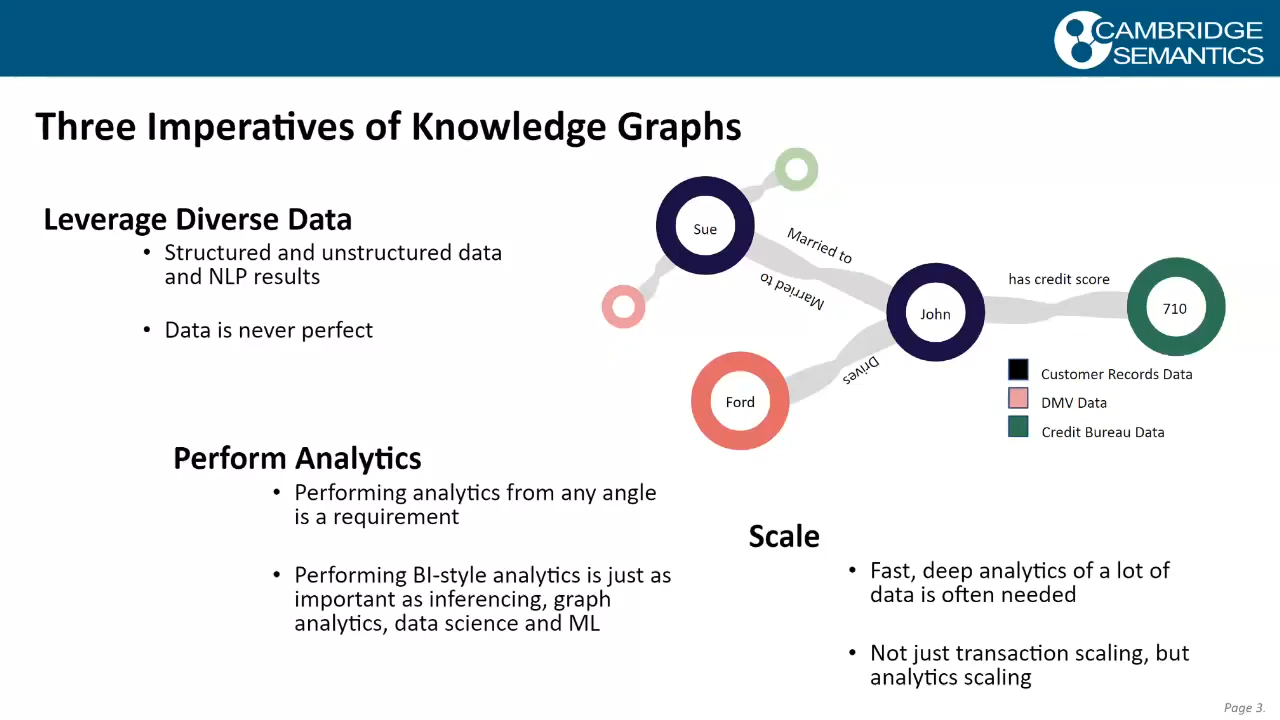 CAMBRIDGE
SEMANTICS
Three Imperatives of Knowledge Graphs
Leverage Diverse Data
• Structured and unstructured data
and NLP results
• Data is never perfect
Sue
Married to
Married to
John
has credit score
710
Drives
Ford
Customer Records Data
DMV Data
Credit Bureau Data
Perform Analytics
• Performing analytics from any angle
is a requirement
• Performing BI-style analytics is just as
important as inferencing, graph
analytics, data science and ML
Scale
• Fast, deep analytics of a lot of
data is often needed
• Not just transaction scaling, but
analytics scaling
Page 3.